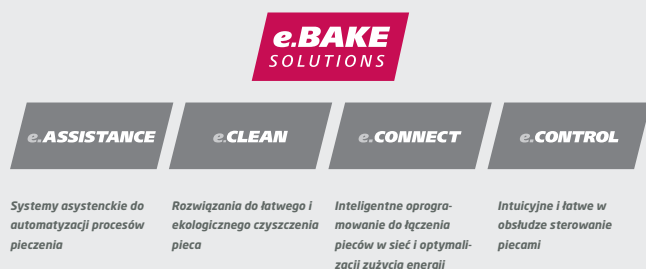 e.BAKE
SOLUTIONS
e.ASSISTANCE
e.CLEAN
e.CONNECT
e.CONTROL
Systemy asystenckie do
automatyzacji procesów
pieczenia
Rozwiązania do łatwego i
ekologicznego czyszczenia
pieca
Inteligentne oprogra-
mowanie do łączenia
pieców w sieć i optymali-
zacji zużycia energii
Intuicyjne i łatwe w
obsłudze sterowanie
piecami